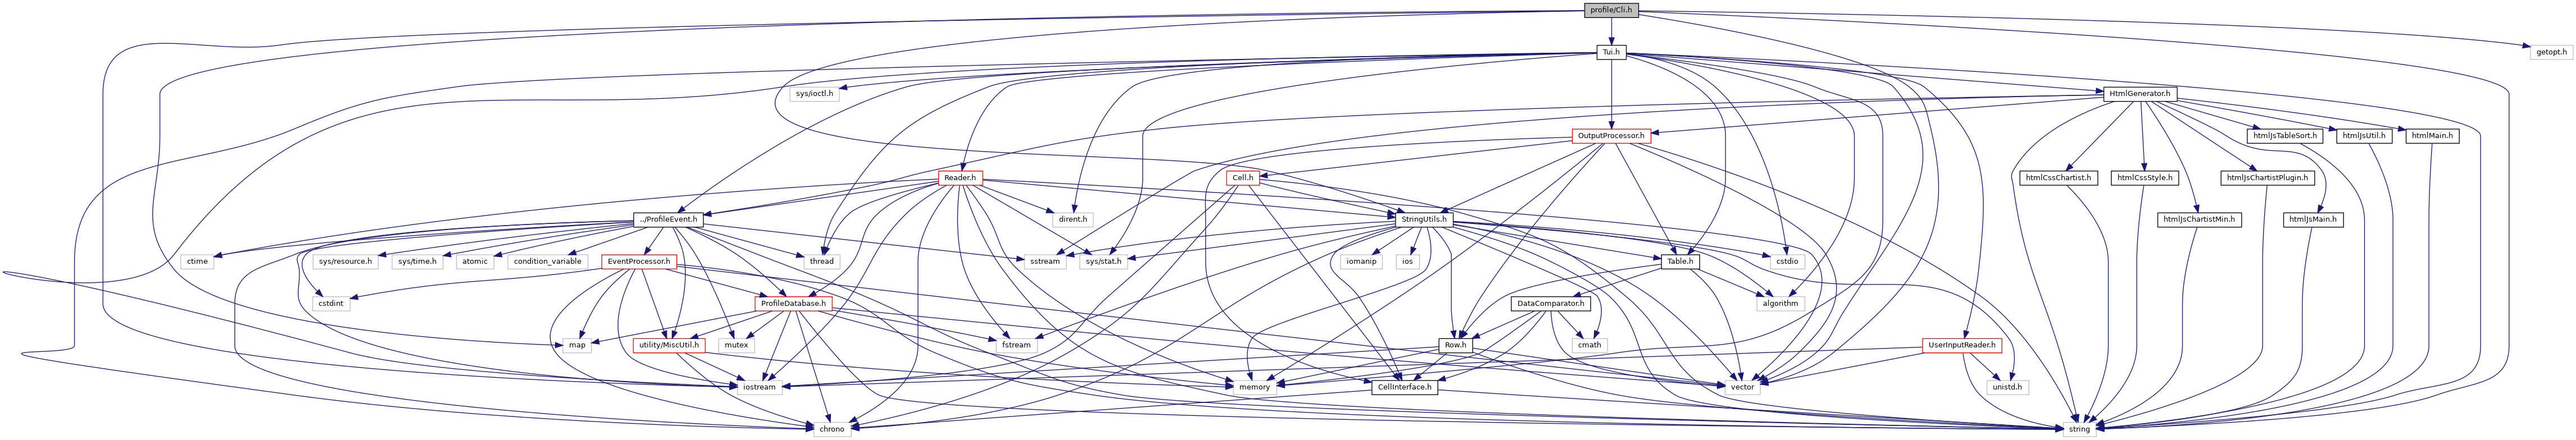 profile/Cli.h
Tui.h
getopt.h
sys/ioctl.h
HtmlGenerator.h
OutputProcessor.h
htmlJsTableSort.h
htmlJsUtil.h
htmlMain.h
Reader.h
Cell.h
htmlCssChartist.h
htmlCssStyle.h
htmlJsChartistPlugin.h
../ProfileEvent.h
dirent.h
StringUtils.h
htmlJsChartistMin.h
htmlJsMain.h
ctime
sys/resource.h
sys/time.h
atomic
condition_variable
EventProcessor.h
thread
sstream
sys/stat.h
iomanip
ios
Table.h
cstdio
cstdint
ProfileDatabase.h
DataComparator.h
algorithm
map
utility/MiscUtil.h
mutex
fstream
Row.h
cmath
UserInputReader.h
iostream
memory
CellInterface.h
vector
unistd.h
chrono
string